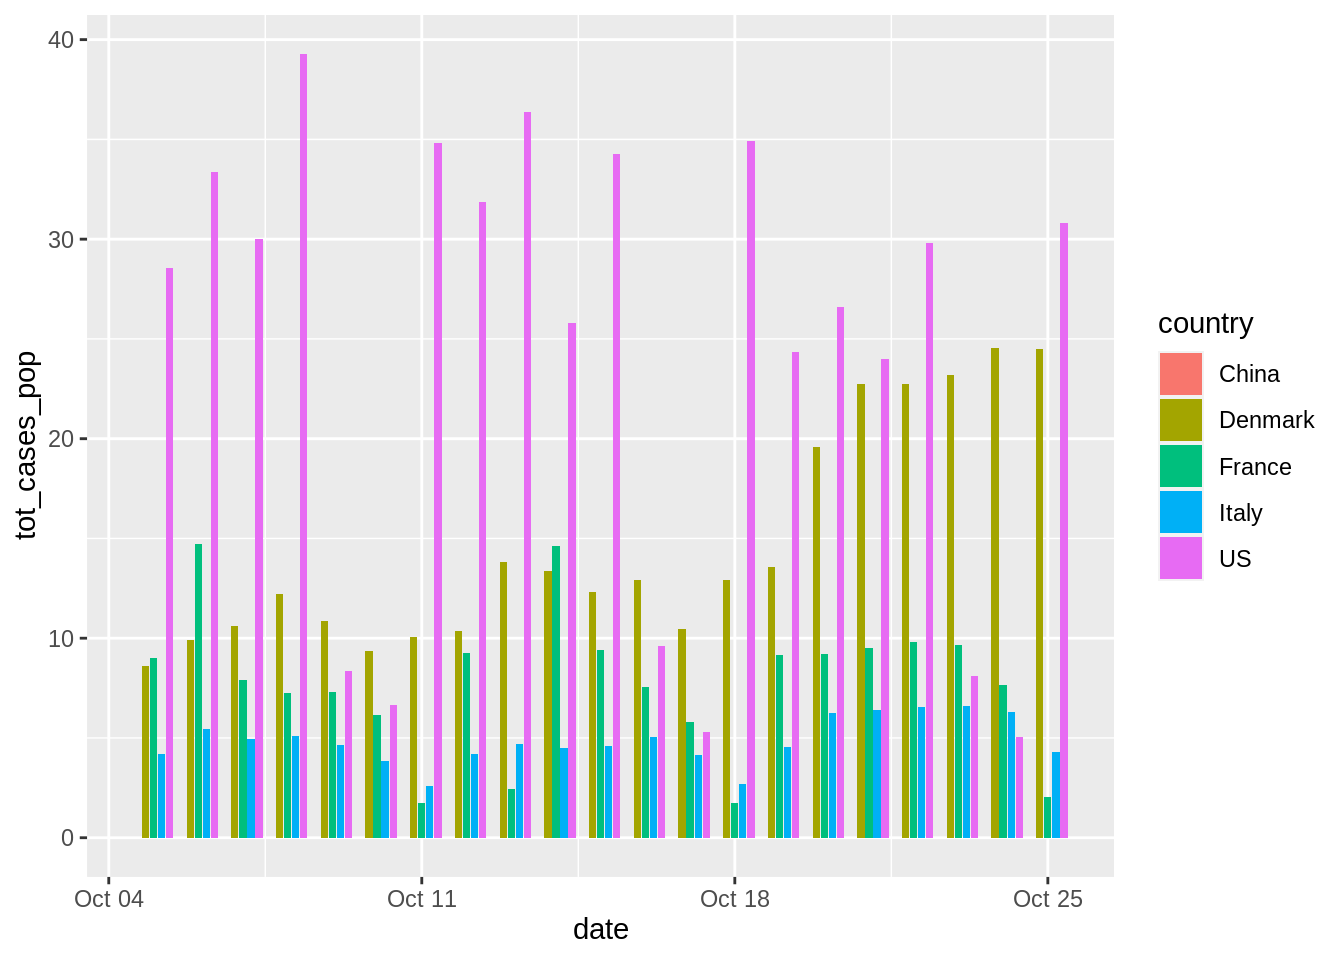 40
30
20
10
0
tot_cases_pop
Oct 04
Oct 11
Oct 18
Oct 25
date
country
China
Denmark
France
Italy
US